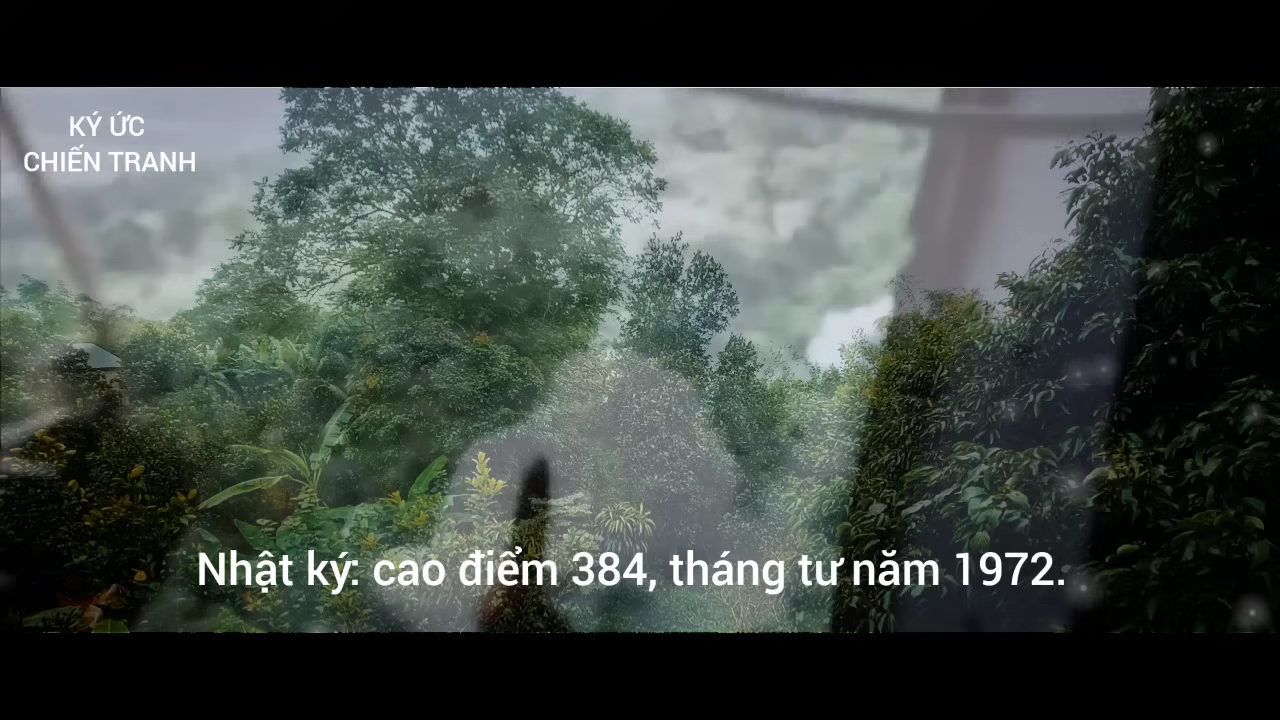 KÝ ỨC
CHIẾN TRANH
Nhật ký: cao điểm 384, tháng tư năm 1972.